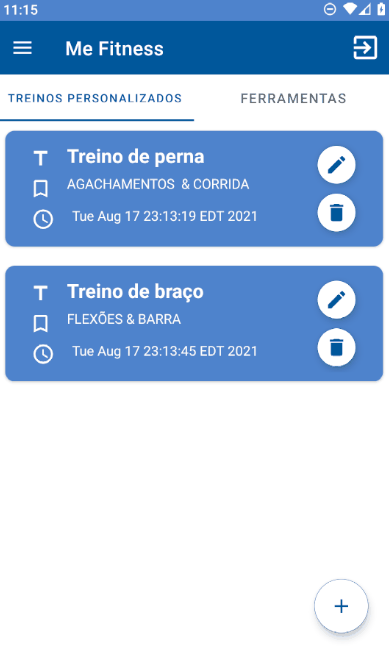 11:15
Me Fitness
TREINOS PERSONALIZADOS
FERRAMENTAS
Treino de perna
AGACHAMENTOS  & CORRIDA
Tue Aug 17 23:13:19 EDT 2021
Treino de braço
FLEXÕES & BARRA
Tue Aug 17 23:13:45 EDT 2021